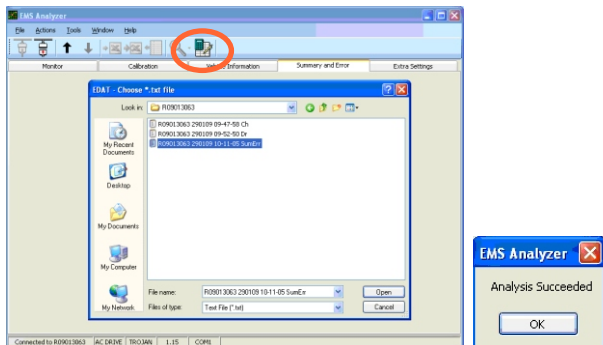 EMS Analyzer
File Actions Tools Window Help
Monitor Calibration Vehicle Information Summary and Error Extra Settings
EDAT - Choose *.txt file
Look in: R09013063
R09013063 290109 09-47-58 Ch
R09013063 290109 09-52-50 Dr
R09013063 290109 10-11-05 SumErr
My Recent
Documents
Desktop
My Documents
My Computer
My Network
File name: R09013063 290109 10-11-05 SumErr Open
Files of type: Text File (*.txt) Cancel
Connected to R09013063 AC DRIVE TROJAN 1.15 COM1
EMS Analyzer
Analysis Succeeded
OK